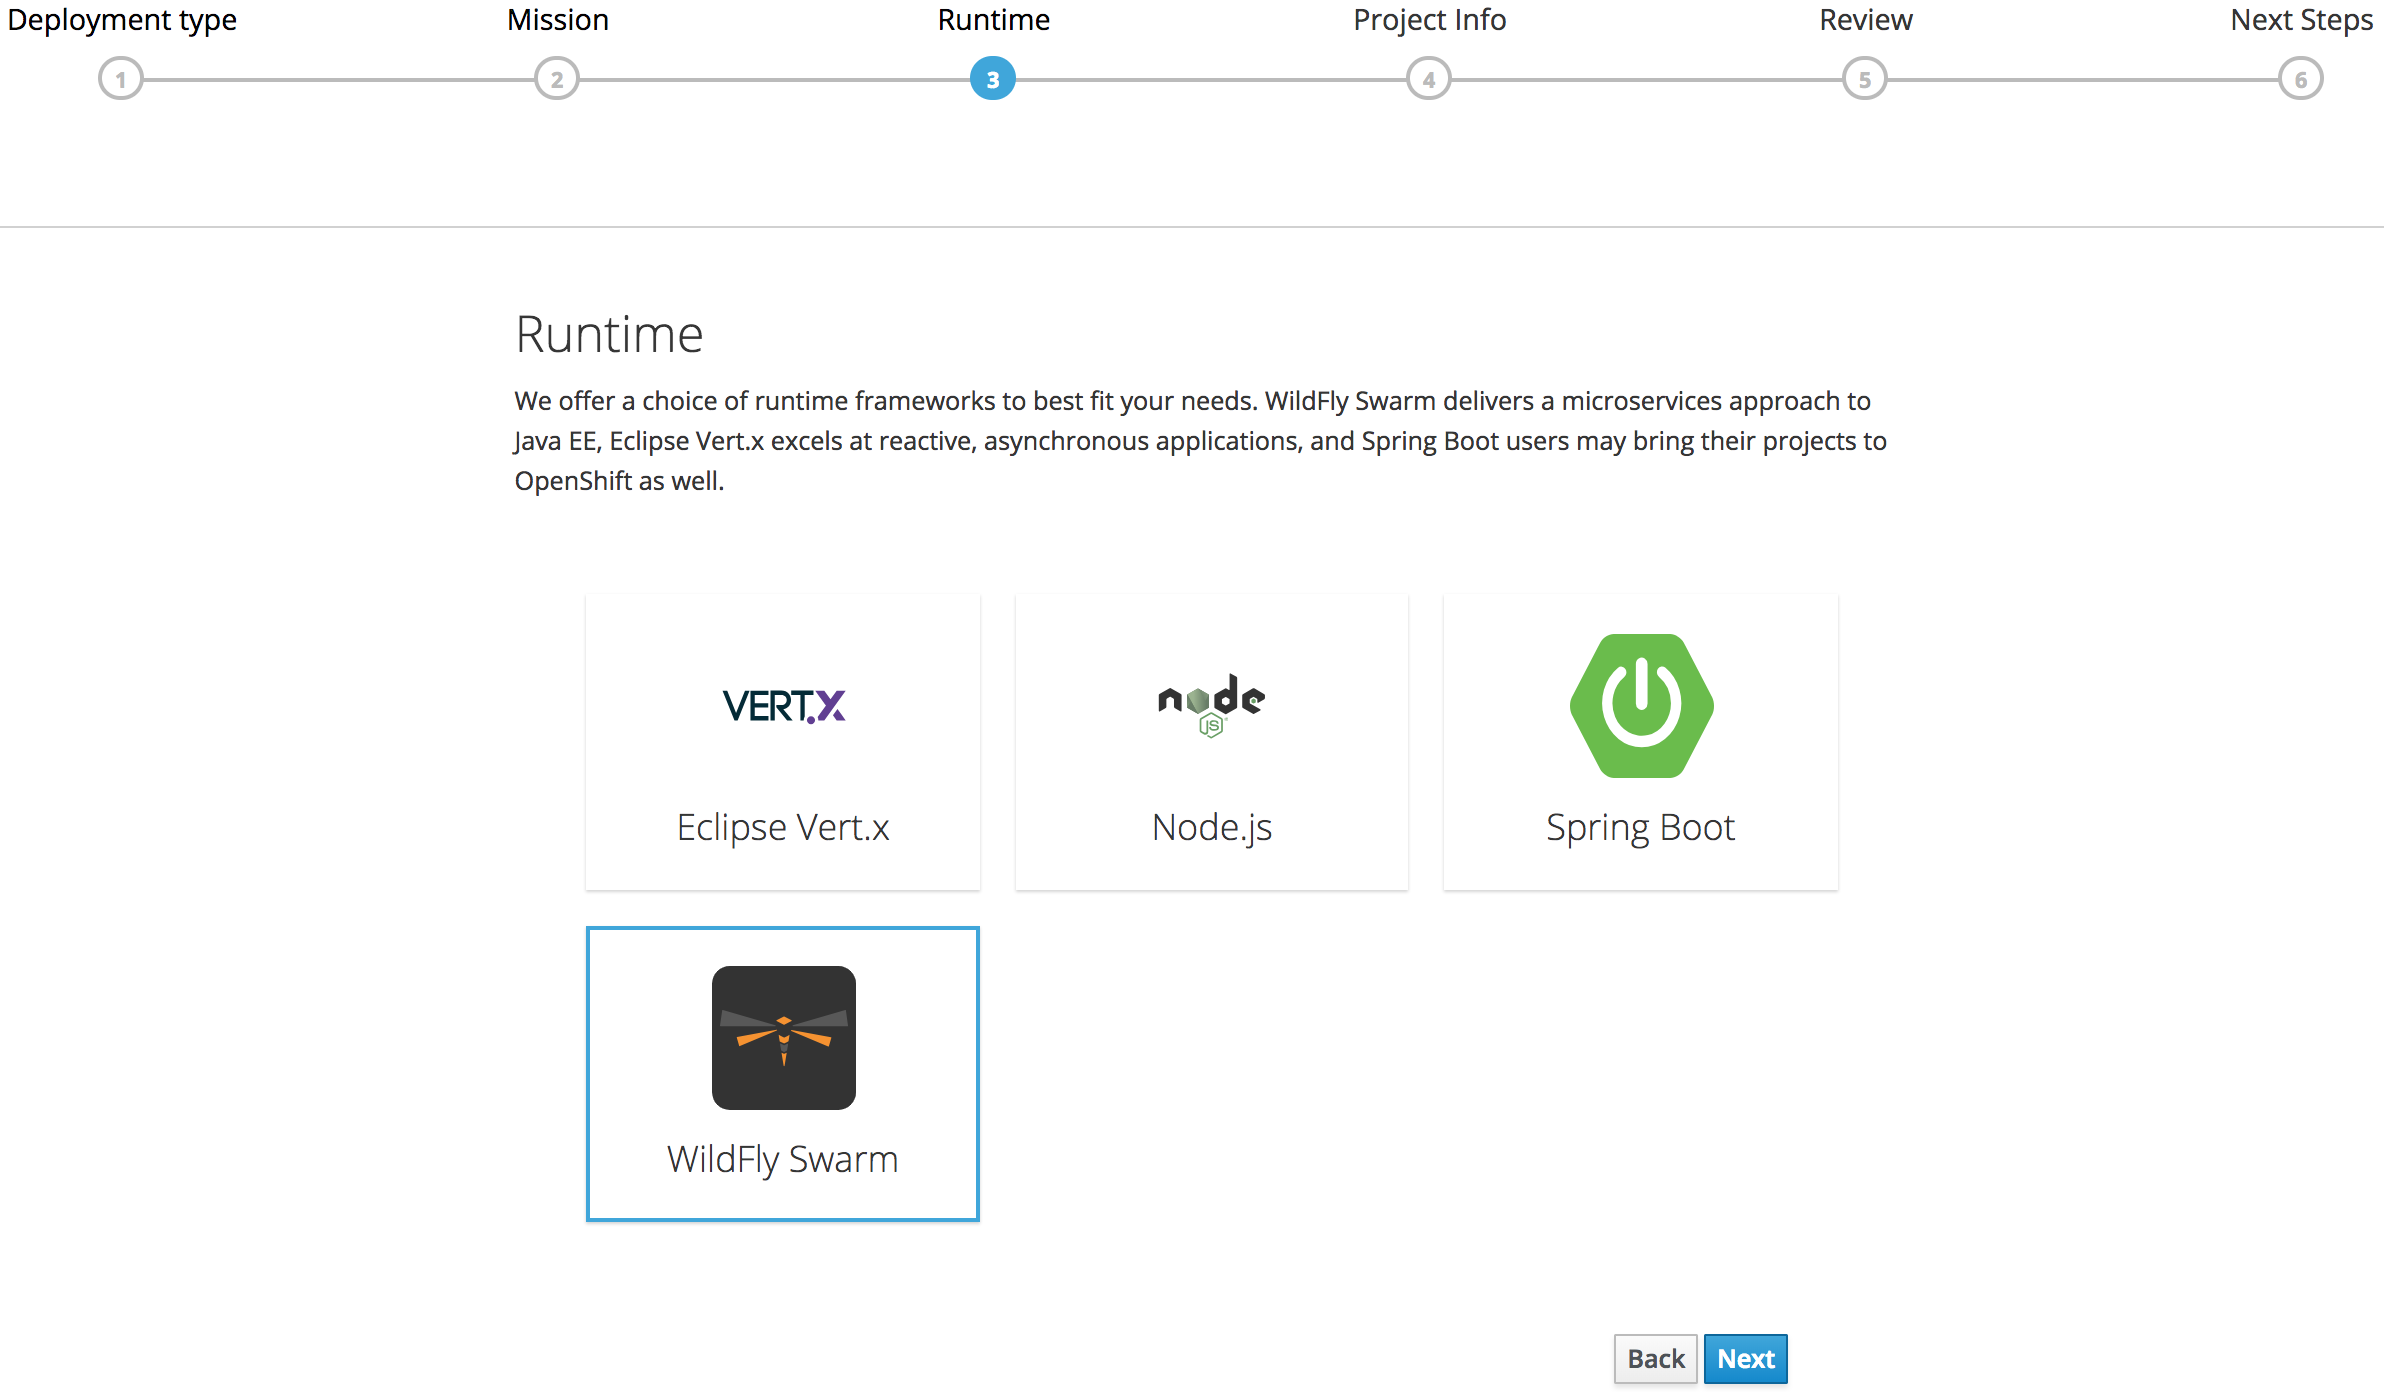 Deployment type Mission Runtime Project Info Review Next Steps
1 2 3 4 5 6
Runtime
We offer a choice of runtime frameworks to best fit your needs. WildFly Swarm delivers a microservices approach to
Java EE, Eclipse Vert.x excels at reactive, asynchronous applications, and Spring Boot users may bring their projects to
OpenShift as well.
VERT.X
node
JS
Eclipse Vert.x Node.js Spring Boot
WildFly Swarm
Back Next